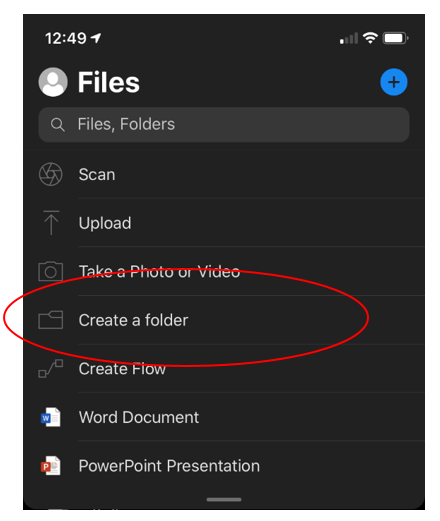 12:49
Files
Files, Folders
Scan
Upload
Take a Photo or Video
Create a folder
Create Flow
Word Document
PowerPoint Presentation